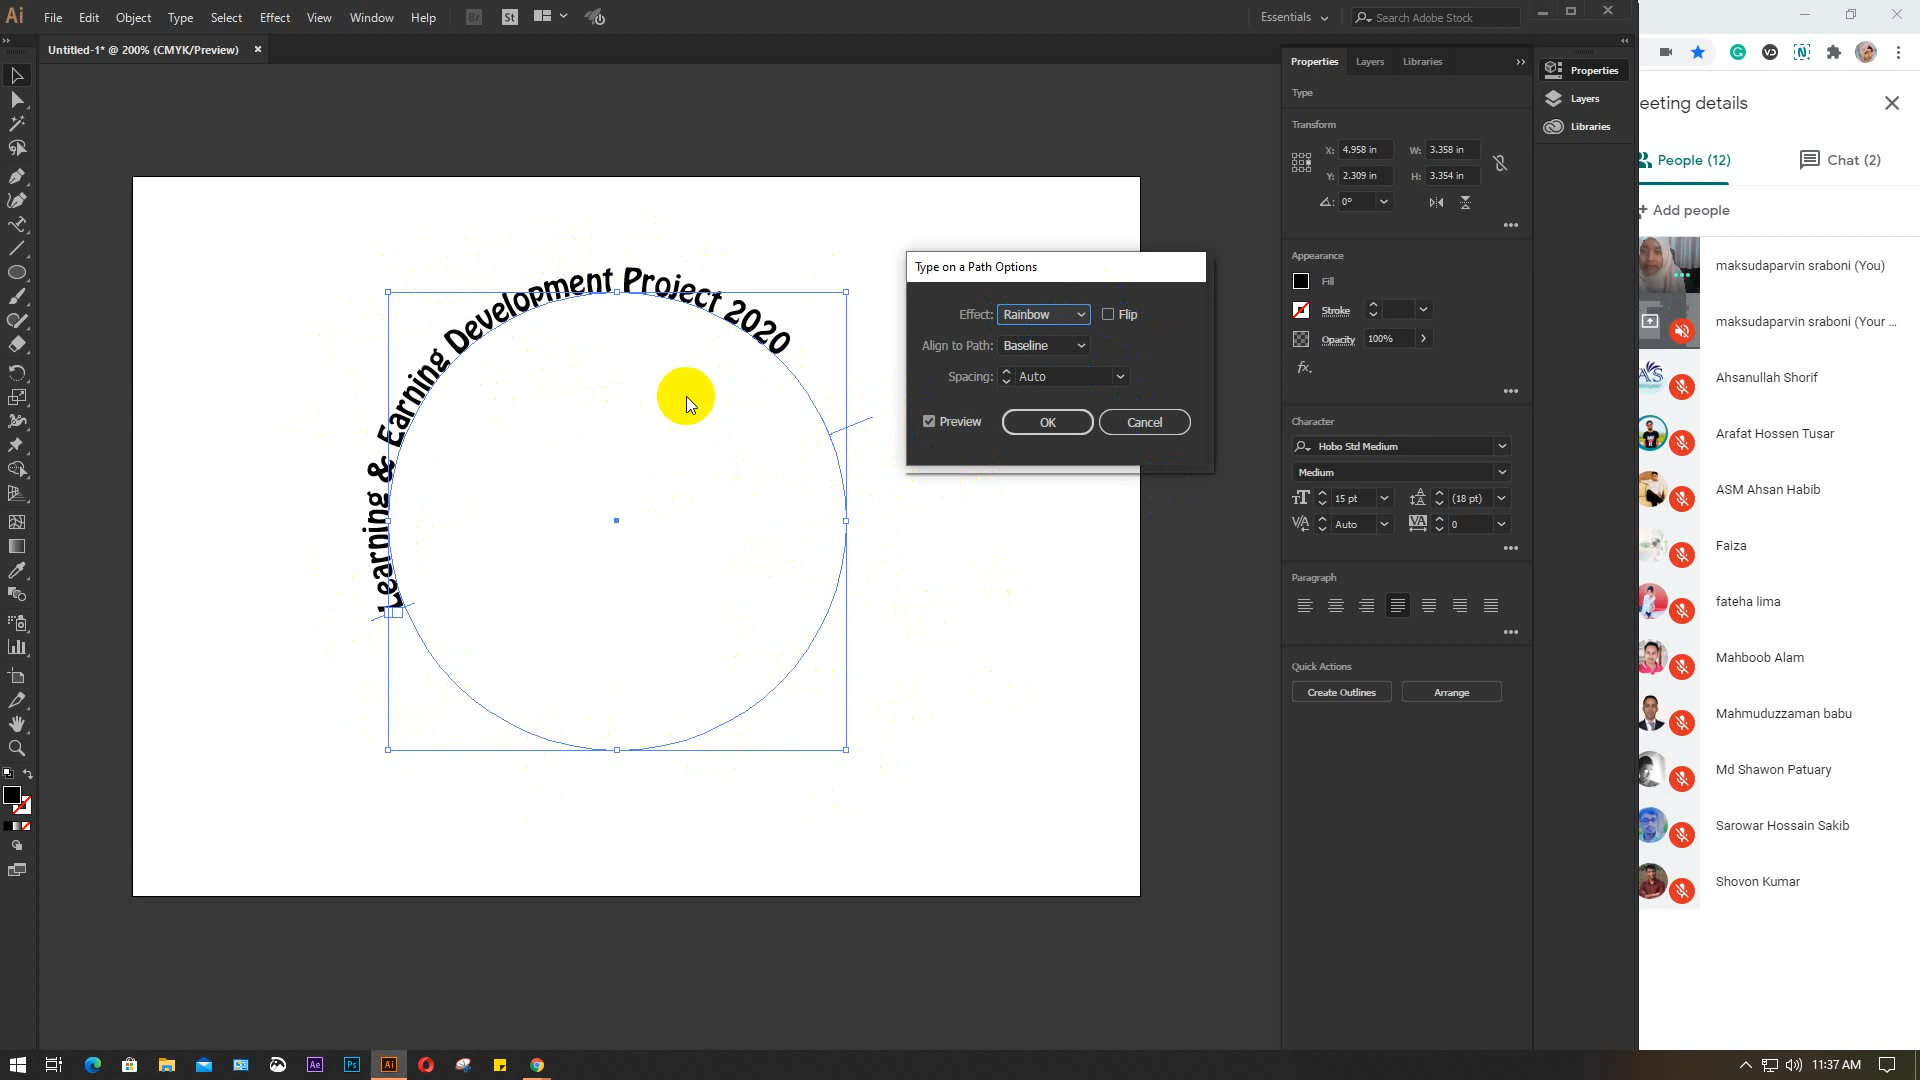 Ai File Edit Object Type Select Effect View Window Help Br St Essentials Search Adobe Stock
Untitled-1* @ 200% (CMYK/Preview)
Learning & Earning Development Project 2020
Type on a Path Options
Effect: Rainbow Flip
Align to Path: Baseline
Spacing: Auto
Preview OK Cancel
Properties Layers Libraries
Type
Transform
X: 4.958 in W: 3.358 in
Y: 2.309 in H: 3.354 in
0°
Appearance
Fill
Stroke
Opacity 100%
fx.
Character
Hobo Std Medium
Medium
15 pt (18 pt)
Auto 0
Paragraph
Quick Actions
Create Outlines Arrange
Properties
Layers
Libraries
eeting details
People (12) Chat (2)
Add people
maksudaparvin sraboni (You)
maksudaparvin sraboni (Your ...
Ahsanullah Shorif
Arafat Hossen Tusar
ASM Ahsan Habib
Faiza
fateha lima
Mahboob Alam
Mahmuduzzaman babu
Md Shawon Patuary
Sarowar Hossain Sakib
Shovon Kumar
Ae Ps Ai
11:37 AM